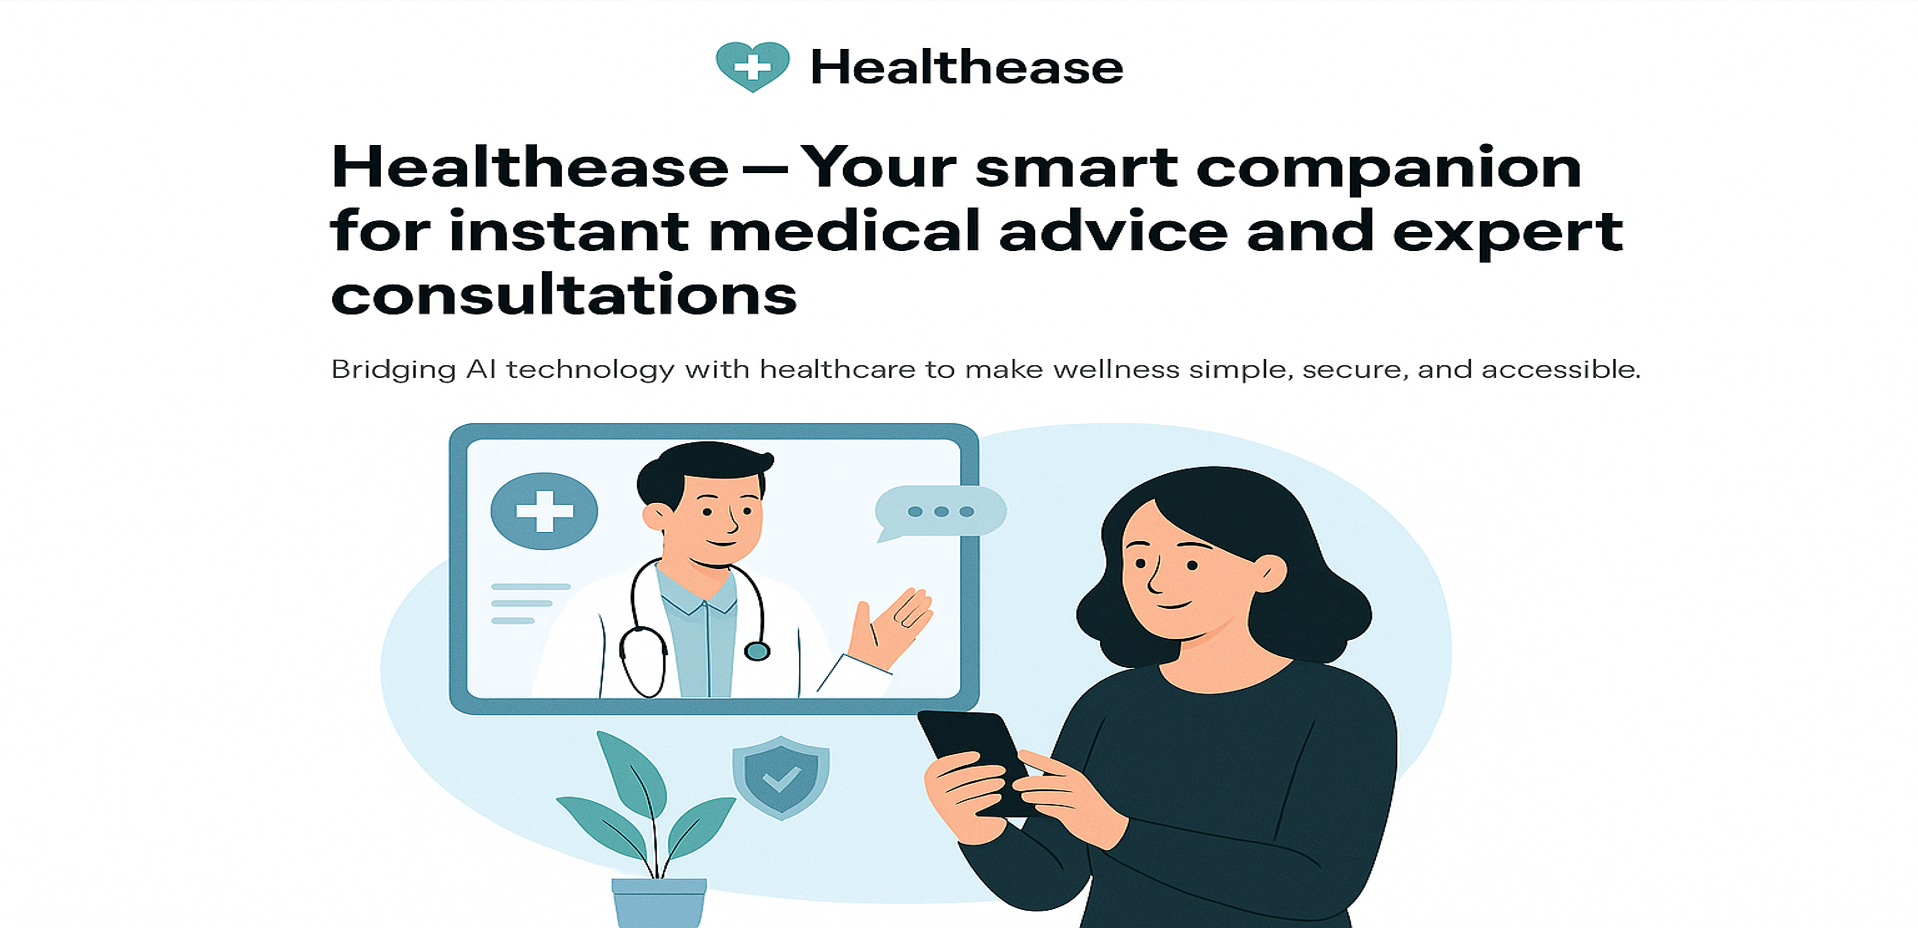 Healthease
Healthease — Your smart companion
for instant medical advice and expert
consultations
Bridging AI technology with healthcare to make wellness simple, secure, and accessible.